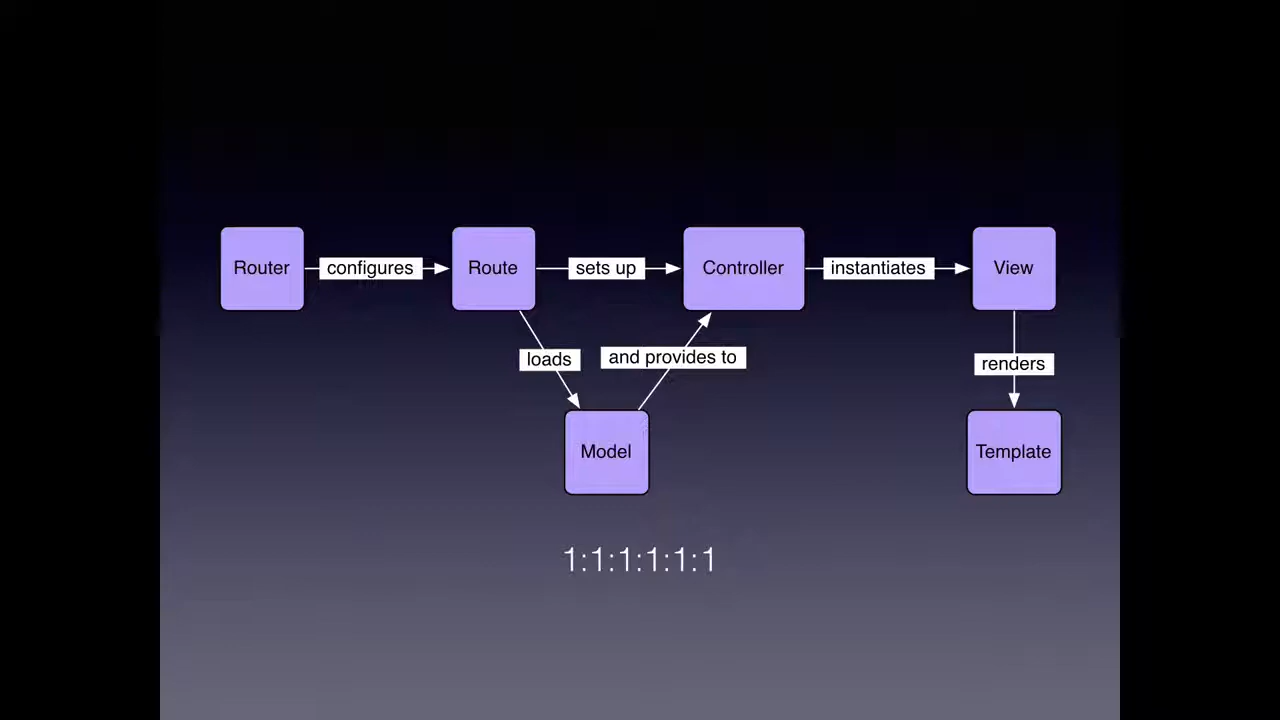 Router configures Route sets up Controller instantiates View
loads and provides to renders
Model Template
1:1:1:1:1:1